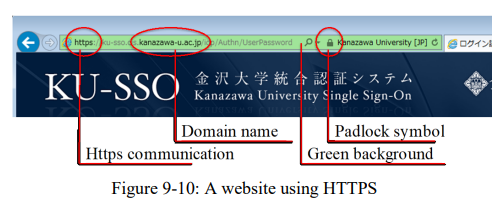 https://ku-sso.cis.kanazawa-u.ac.jp/idp/Authn/UserPassword Kanazawa University [JP] ログイン認
KU-SSO 金沢大学統合認証システム
Kanazawa University Single Sign-On
Domain name Padlock symbol
Https communication Green background
Figure 9-10: A website using HTTPS